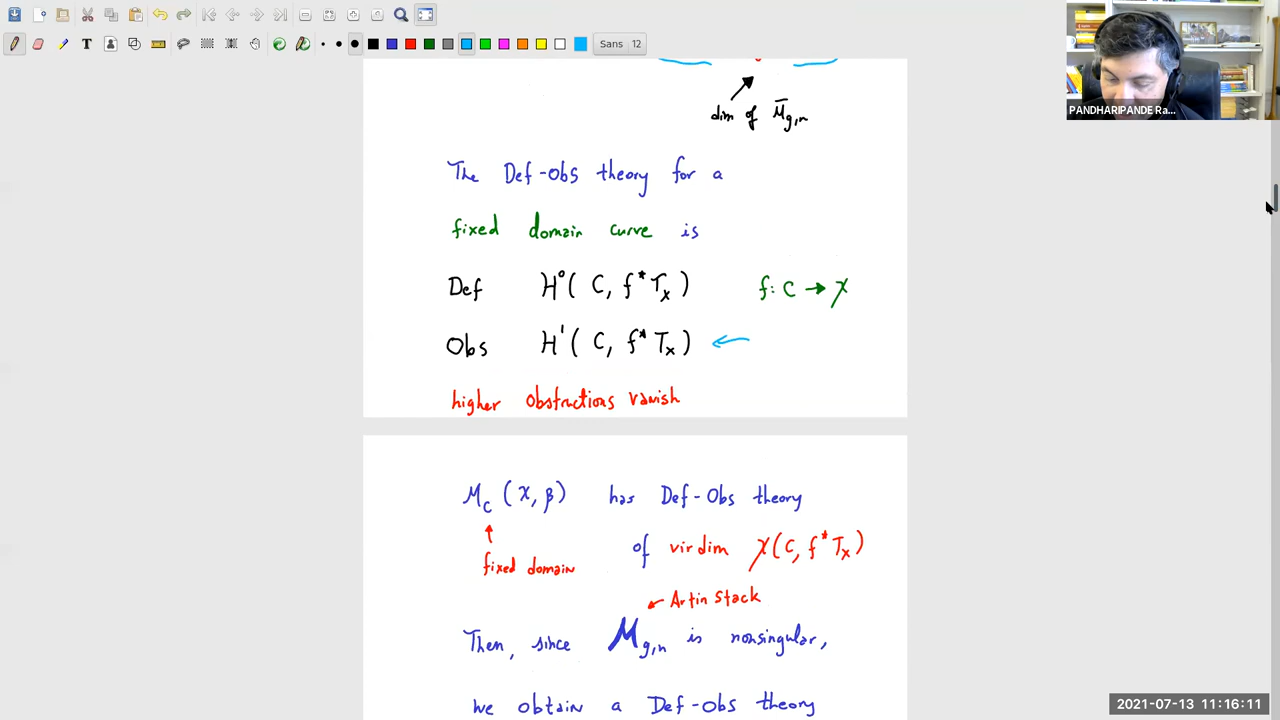 Sans 12
PANDHARIPANDE Ra...
dim of M̄g,n
The Def-Obs theory for a
fixed domain curve is
Def H⁰( C, f*Tx ) f: C → X
Obs H¹( C, f*Tx ) ←
higher obstructions vanish
Mc (X, β) has Def-Obs theory
↑
fixed domain of vir dim χ(C, f*Tx)
← Artin stack
Then, since Mg,n is nonsingular,
we obtain a Def-Obs theory
2021-07-13 11:16:11